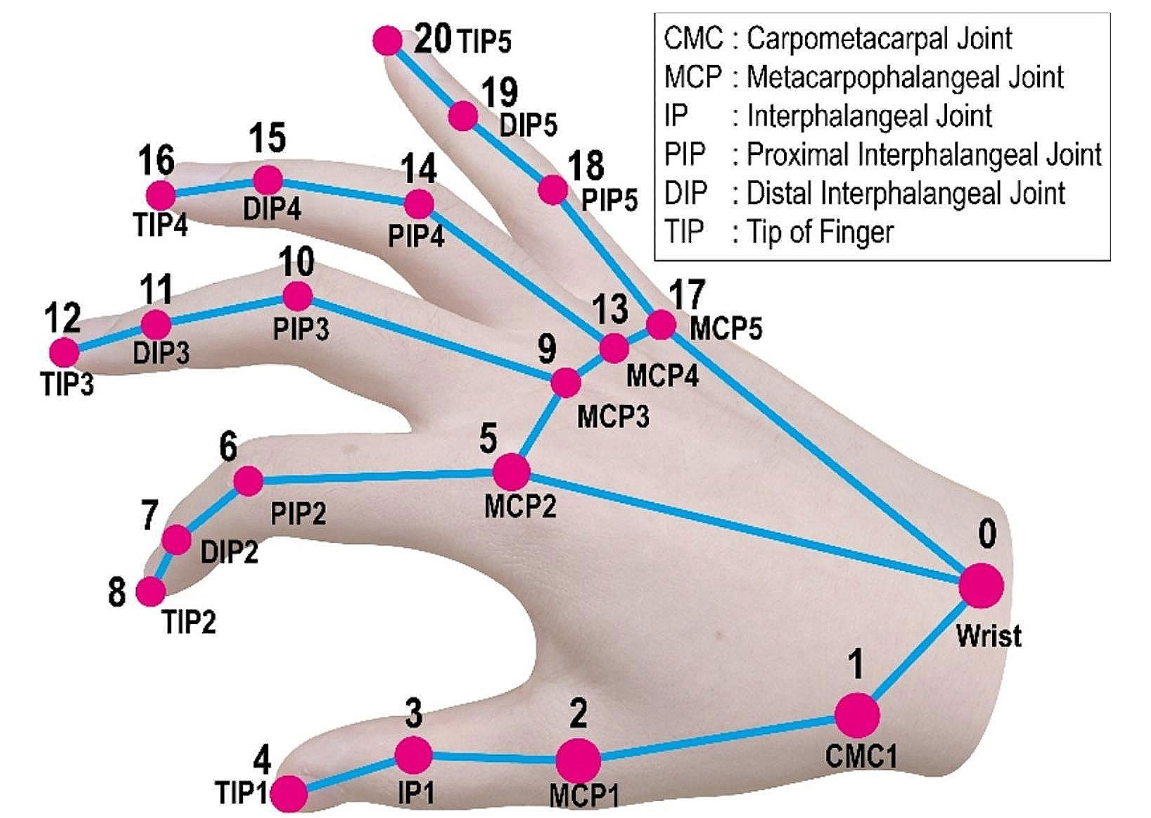 20 TIP5
19
DIP5
18
PIP5
17
MCP5
16
TIP4
15
DIP4
14
PIP4
13
MCP4
12
TIP3
11
DIP3
10
PIP3
9
MCP3
8
TIP2
7
DIP2
6
PIP2
5
MCP2
4
TIP1
3
IP1
2
MCP1
1
CMC1
0
Wrist
CMC : Carpometacarpal Joint
MCP : Metacarpophalangeal Joint
IP : Interphalangeal Joint
PIP : Proximal Interphalangeal Joint
DIP : Distal Interphalangeal Joint
TIP : Tip of Finger